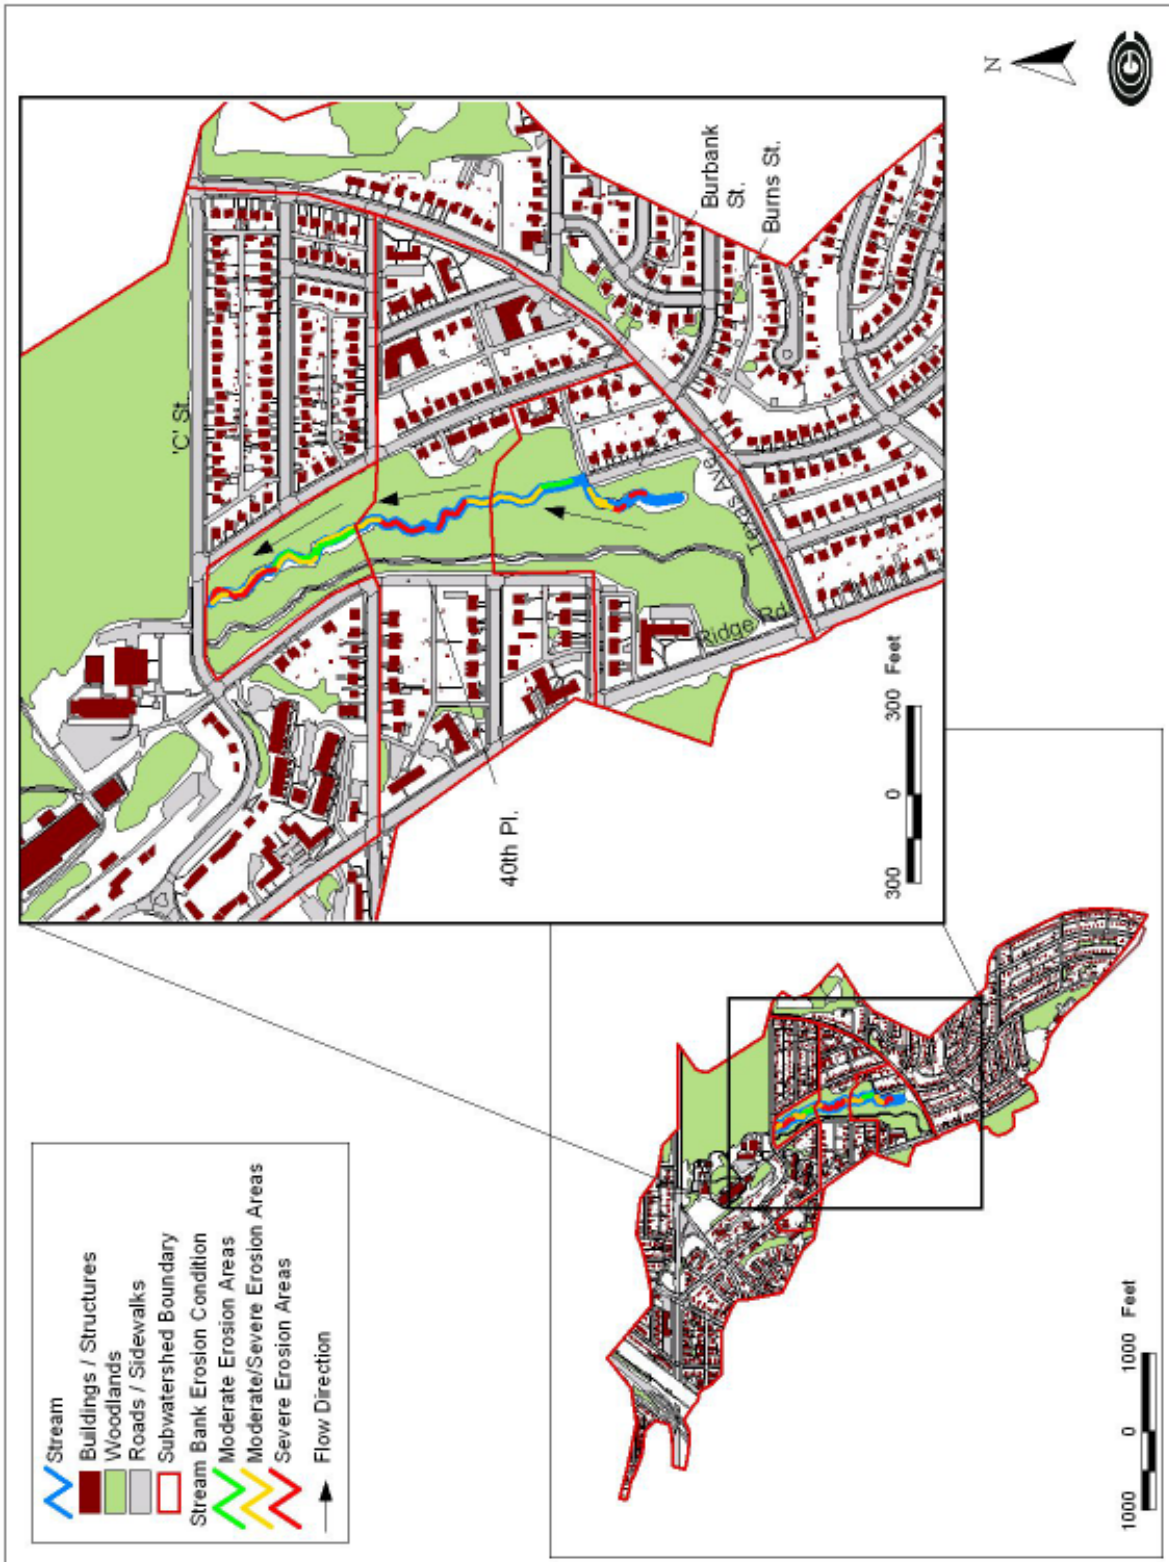 Stream
Buildings / Structures
Woodlands
Roads / Sidewalks
Subwatershed Boundary
Stream Bank Erosion Condition
Moderate Erosion Areas
Moderate/Severe Erosion Areas
Severe Erosion Areas
Flow Direction
'C' St.
Burbank
St.
Burns St.
Texas Ave
Ridge Rd
40th Pl.
300 0 300 Feet
1000 0 1000 Feet
N